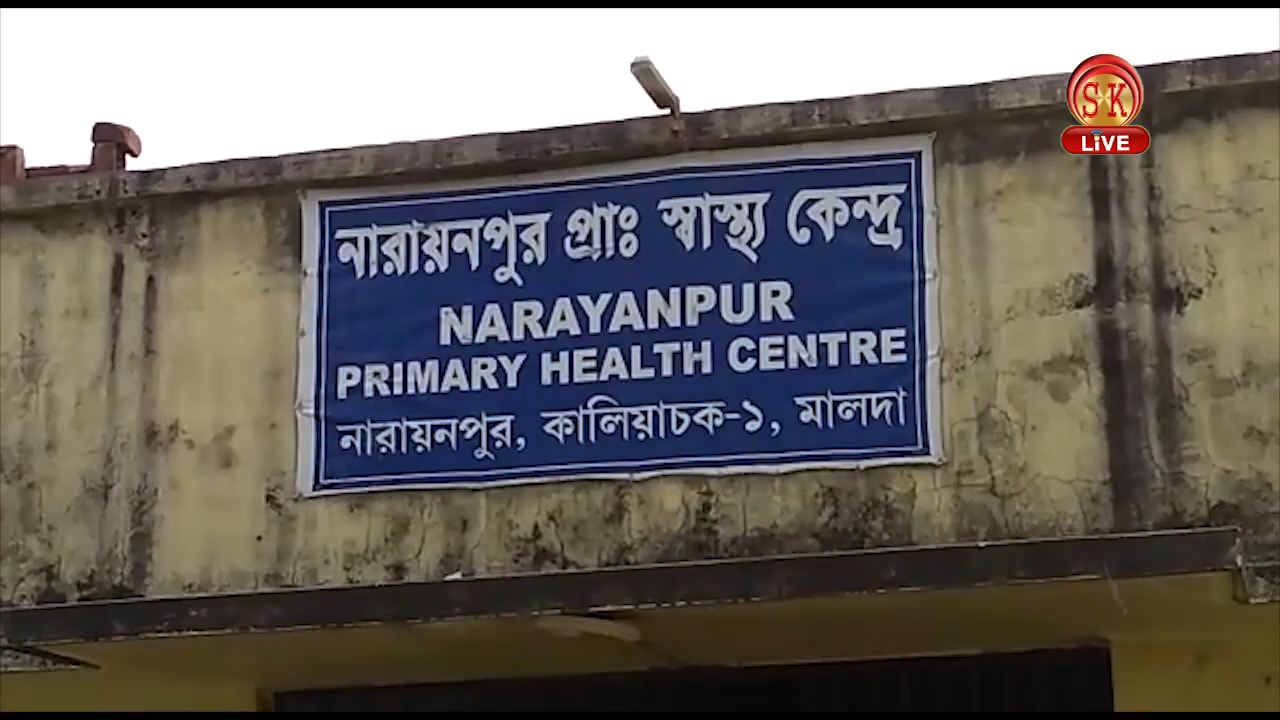 SK
LiVE
নারায়নপুর প্রাঃ স্বাস্থ্য কেন্দ্র
NARAYANPUR
PRIMARY HEALTH CENTRE
নারায়নপুর, কালিয়াচক-১, মালদা